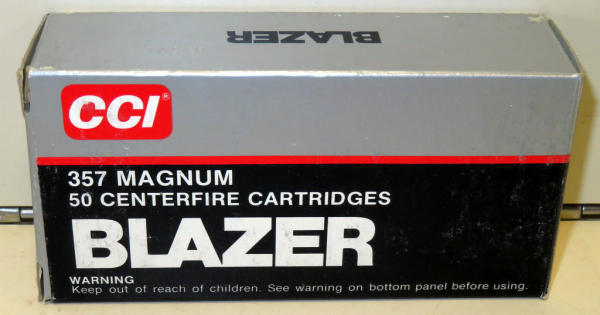 BLAZER
CCI®
357 MAGNUM
50 CENTERFIRE CARTRIDGES
BLAZER
WARNING
Keep out of reach of children. See warning on bottom panel before using.